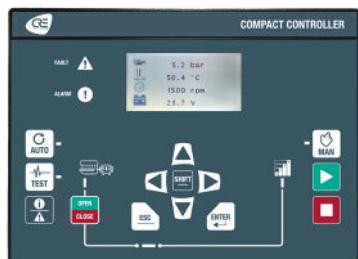 CRE
COMPACT CONTROLLER
FAULT
ALARM
5.2 bar
50.4 °C
1500 rpm
23.7 V
AUTO
MAN
TEST
SHIFT
OPEN
CLOSE
ESC
ENTER